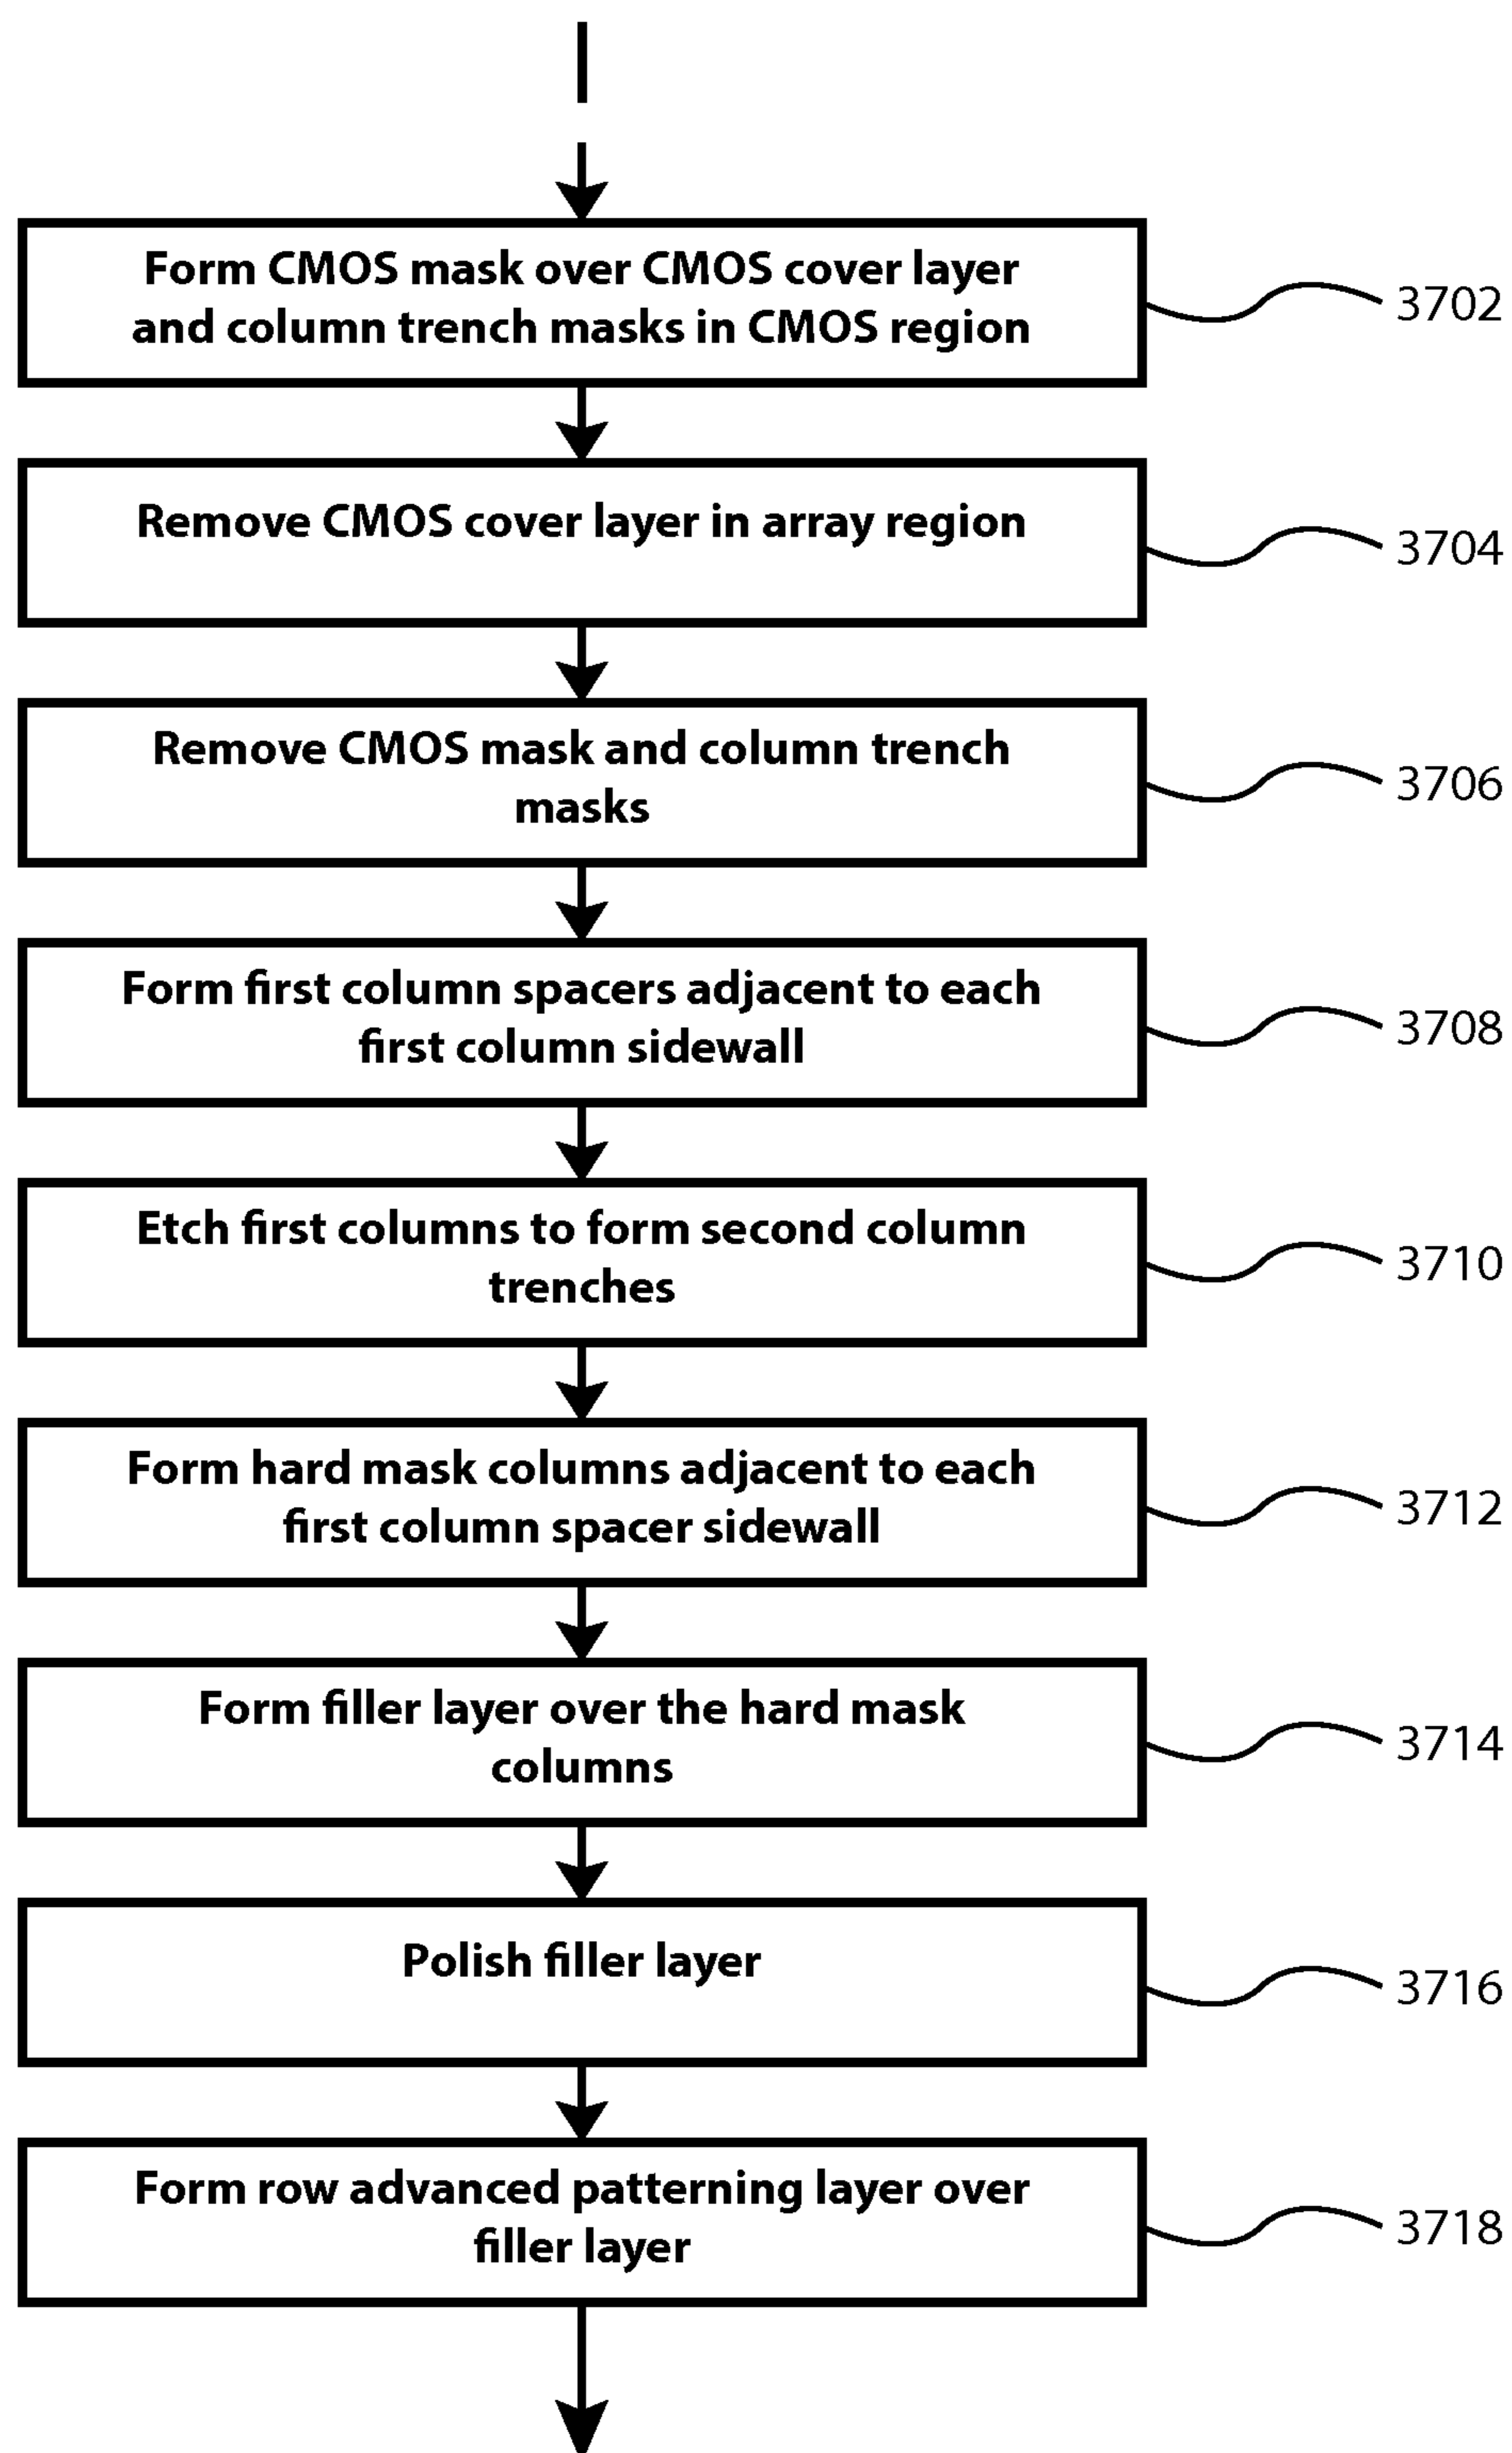 Form CMOS mask over CMOS cover layer
and column trench masks in CMOS region
3702
Remove CMOS cover layer in array region
3704
Remove CMOS mask and column trench
masks
3706
Form first column spacers adjacent to each
first column sidewall
3708
Etch first columns to form second column
trenches
3710
Form hard mask columns adjacent to each
first column spacer sidewall
3712
Form filler layer over the hard mask
columns
3714
Polish filler layer
3716
Form row advanced patterning layer over
filler layer
3718